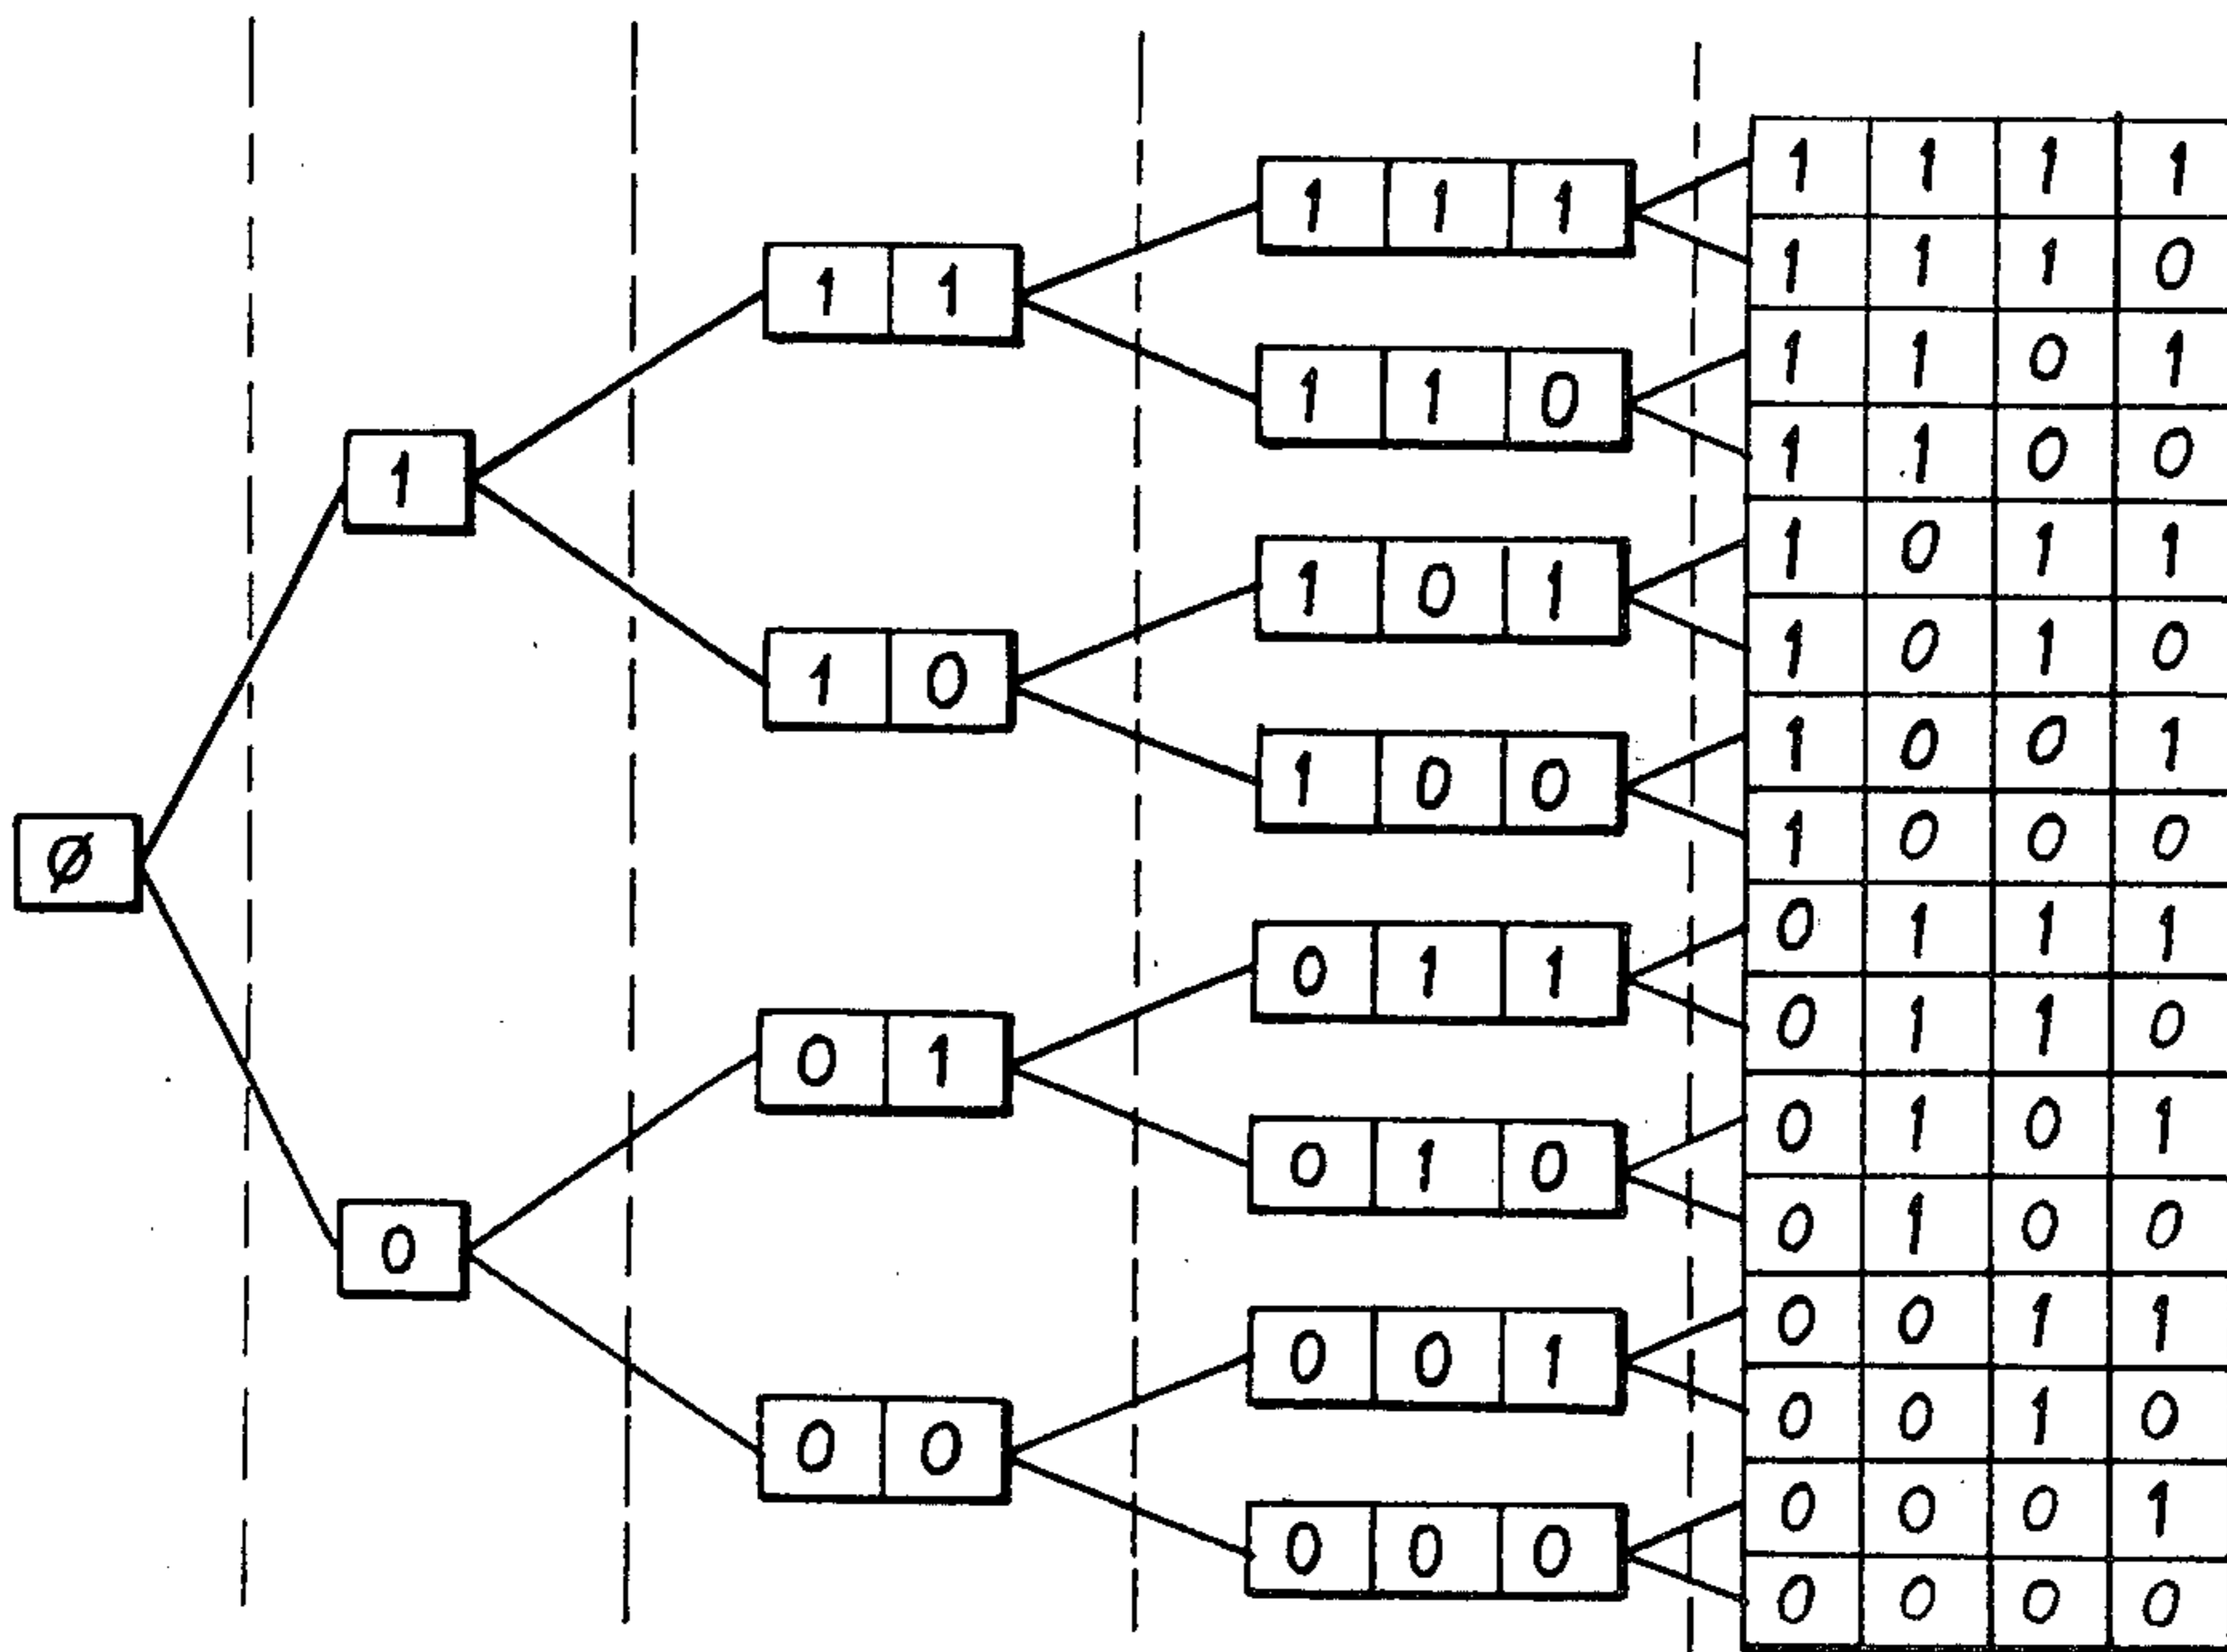 ∅
1
0
1 1
1 0
0 1
0 0
1 1 1
1 1 0
1 0 1
1 0 0
0 1 1
0 1 0
0 0 1
0 0 0
1 1 1 1
1 1 1 0
1 1 0 1
1 1 0 0
1 0 1 1
1 0 1 0
1 0 0 1
1 0 0 0
0 1 1 1
0 1 1 0
0 1 0 1
0 1 0 0
0 0 1 1
0 0 1 0
0 0 0 1
0 0 0 0